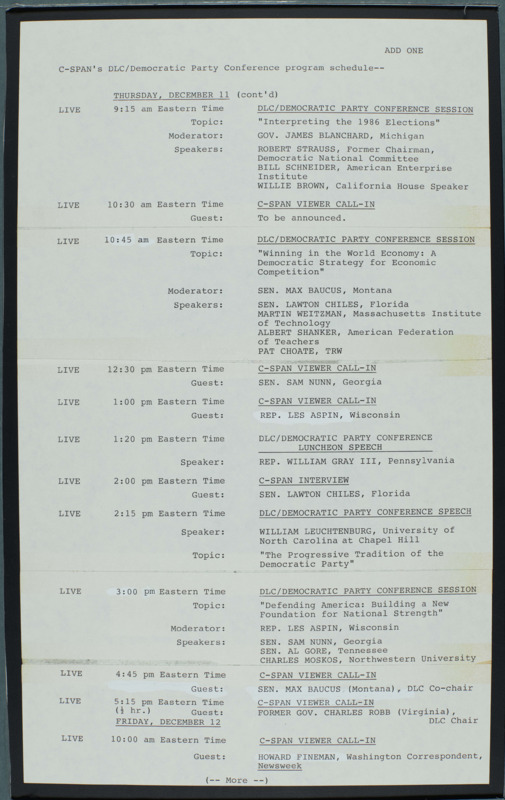 ADD ONE
C-SPAN's DLC/Democratic Party Conference program schedule--
THURSDAY, DECEMBER 11 (cont'd)
LIVE 9:15 am Eastern Time DLC/DEMOCRATIC PARTY CONFERENCE SESSION
Topic: "Interpreting the 1986 Elections"
Moderator: GOV. JAMES BLANCHARD, Michigan
Speakers: ROBERT STRAUSS, Former Chairman,
Democratic National Committee
BILL SCHNEIDER, American Enterprise
Institute
WILLIE BROWN, California House Speaker
LIVE 10:30 am Eastern Time C-SPAN VIEWER CALL-IN
Guest: To be announced.
LIVE 10:45 am Eastern Time DLC/DEMOCRATIC PARTY CONFERENCE SESSION
Topic: "Winning in the World Economy: A
Democratic Strategy for Economic
Competition"
Moderator: SEN. MAX BAUCUS, Montana
Speakers: SEN. LAWTON CHILES, Florida
MARTIN WEITZMAN, Massachusetts Institute
of Technology
ALBERT SHANKER, American Federation
of Teachers
PAT CHOATE, TRW
LIVE 12:30 pm Eastern Time C-SPAN VIEWER CALL-IN
Guest: SEN. SAM NUNN, Georgia
LIVE 1:00 pm Eastern Time C-SPAN VIEWER CALL-IN
Guest: REP. LES ASPIN, Wisconsin
LIVE 1:20 pm Eastern Time DLC/DEMOCRATIC PARTY CONFERENCE
LUNCHEON SPEECH
Speaker: REP. WILLIAM GRAY III, Pennsylvania
LIVE 2:00 pm Eastern Time C-SPAN INTERVIEW
Guest: SEN. LAWTON CHILES, Florida
LIVE 2:15 pm Eastern Time DLC/DEMOCRATIC PARTY CONFERENCE SPEECH
Speaker: WILLIAM LEUCHTENBURG, University of
North Carolina at Chapel Hill
Topic: "The Progressive Tradition of the
Democratic Party"
LIVE 3:00 pm Eastern Time DLC/DEMOCRATIC PARTY CONFERENCE SESSION
Topic: "Defending America: Building a New
Foundation for National Strength"
Moderator: REP. LES ASPIN, Wisconsin
Speakers: SEN. SAM NUNN, Georgia
SEN. AL GORE, Tennessee
CHARLES MOSKOS, Northwestern University
LIVE 4:45 pm Eastern Time C-SPAN VIEWER CALL-IN
Guest: SEN. MAX BAUCUS (Montana), DLC Co-chair
LIVE 5:15 pm Eastern Time C-SPAN VIEWER CALL-IN
(½ hr.) Guest: FORMER GOV. CHARLES ROBB (Virginia),
DLC Chair
FRIDAY, DECEMBER 12
LIVE 10:00 am Eastern Time C-SPAN VIEWER CALL-IN
Guest: HOWARD FINEMAN, Washington Correspondent,
Newsweek
(-- More --)